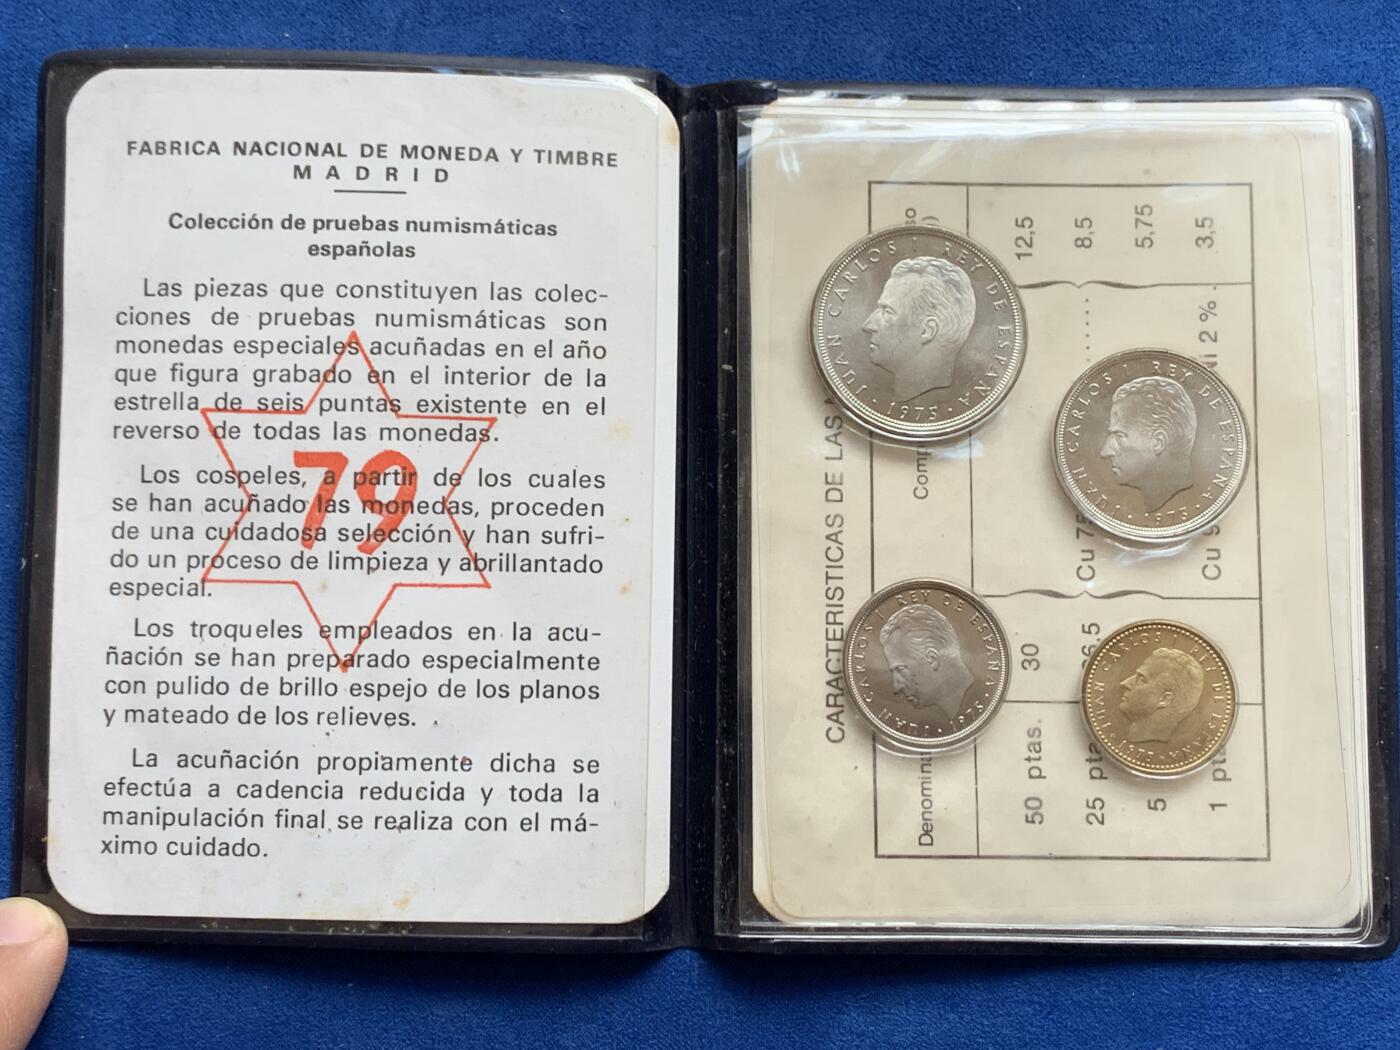 FABRICA NACIONAL DE MONEDA Y TIMBRE
MADRID
Colección de pruebas numismáticas
españolas
Las piezas que constituyen las colec-
ciones de pruebas numismáticas son
monedas especiales acuñadas en el año
que figura grabado en el interior de la
estrella de seis puntas existente en el
reverso de todas las monedas.
Los cospeles, a partir de los cuales
se han acuñado las monedas, proceden
de una cuidadosa selección y han sufri-
do un proceso de limpieza y abrillantado
especial.
Los troqueles empleados en la acu-
ñación se han preparado especialmente
con pulido de brillo espejo de los planos
y mateado de los relieves.
La acuñación propiamente dicha se
efectúa a cadencia reducida y toda la
manipulación final se realiza con el má-
ximo cuidado.
79
JUAN CARLOS I REY DE ESPAÑA · 1975 ·
JUAN CARLOS I REY DE ESPAÑA · 1975 ·
JUAN CARLOS I REY DE ESPAÑA · 1975 ·
JUAN CARLOS I REY DE ESPAÑA · 1975 ·
CARACTERISTICAS DE LAS
50 ptas. 30 12,5
25 8,5
5 Cu 75 5,75
1 Cu Ni 2 % . 3,5